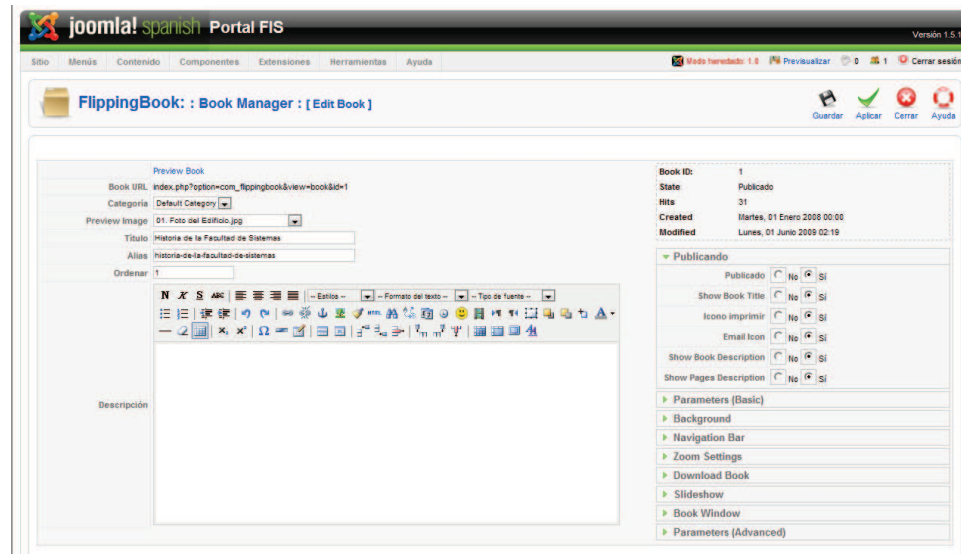 joomla! spanish Portal FIS
Versión 1.5.1
Sitio Menús Contenido Componentes Extensiones Herramientas Ayuda
Modo heredado: 1.0 Previsualizar 0 1 Cerrar sesión
FlippingBook: : Book Manager : [ Edit Book ]
Guardar Aplicar Cerrar Ayuda
Preview Book
Book URL index.php?option=com_flippingbook&view=book&id=1
Categoría Default Category
Preview Image 01. Foto del Edificio.jpg
Titulo Historia de la Facultad de Sistemas
Alias historia-de-la-facultad-de-sistemas
Ordenar 1
N X S ABC -- Estilos -- -- Formato del texto -- -- Tipo de fuente --
HTML
Descripción
Book ID: 1
State Publicado
Hits 31
Created Martes, 01 Enero 2008 00:00
Modified Lunes, 01 Junio 2009 02:19
Publicando
Publicado No Sí
Show Book Title No Sí
Icono imprimir No Sí
Email Icon No Sí
Show Book Description No Sí
Show Pages Description No Sí
Parameters (Basic)
Background
Navigation Bar
Zoom Settings
Download Book
Slideshow
Book Window
Parameters (Advanced)